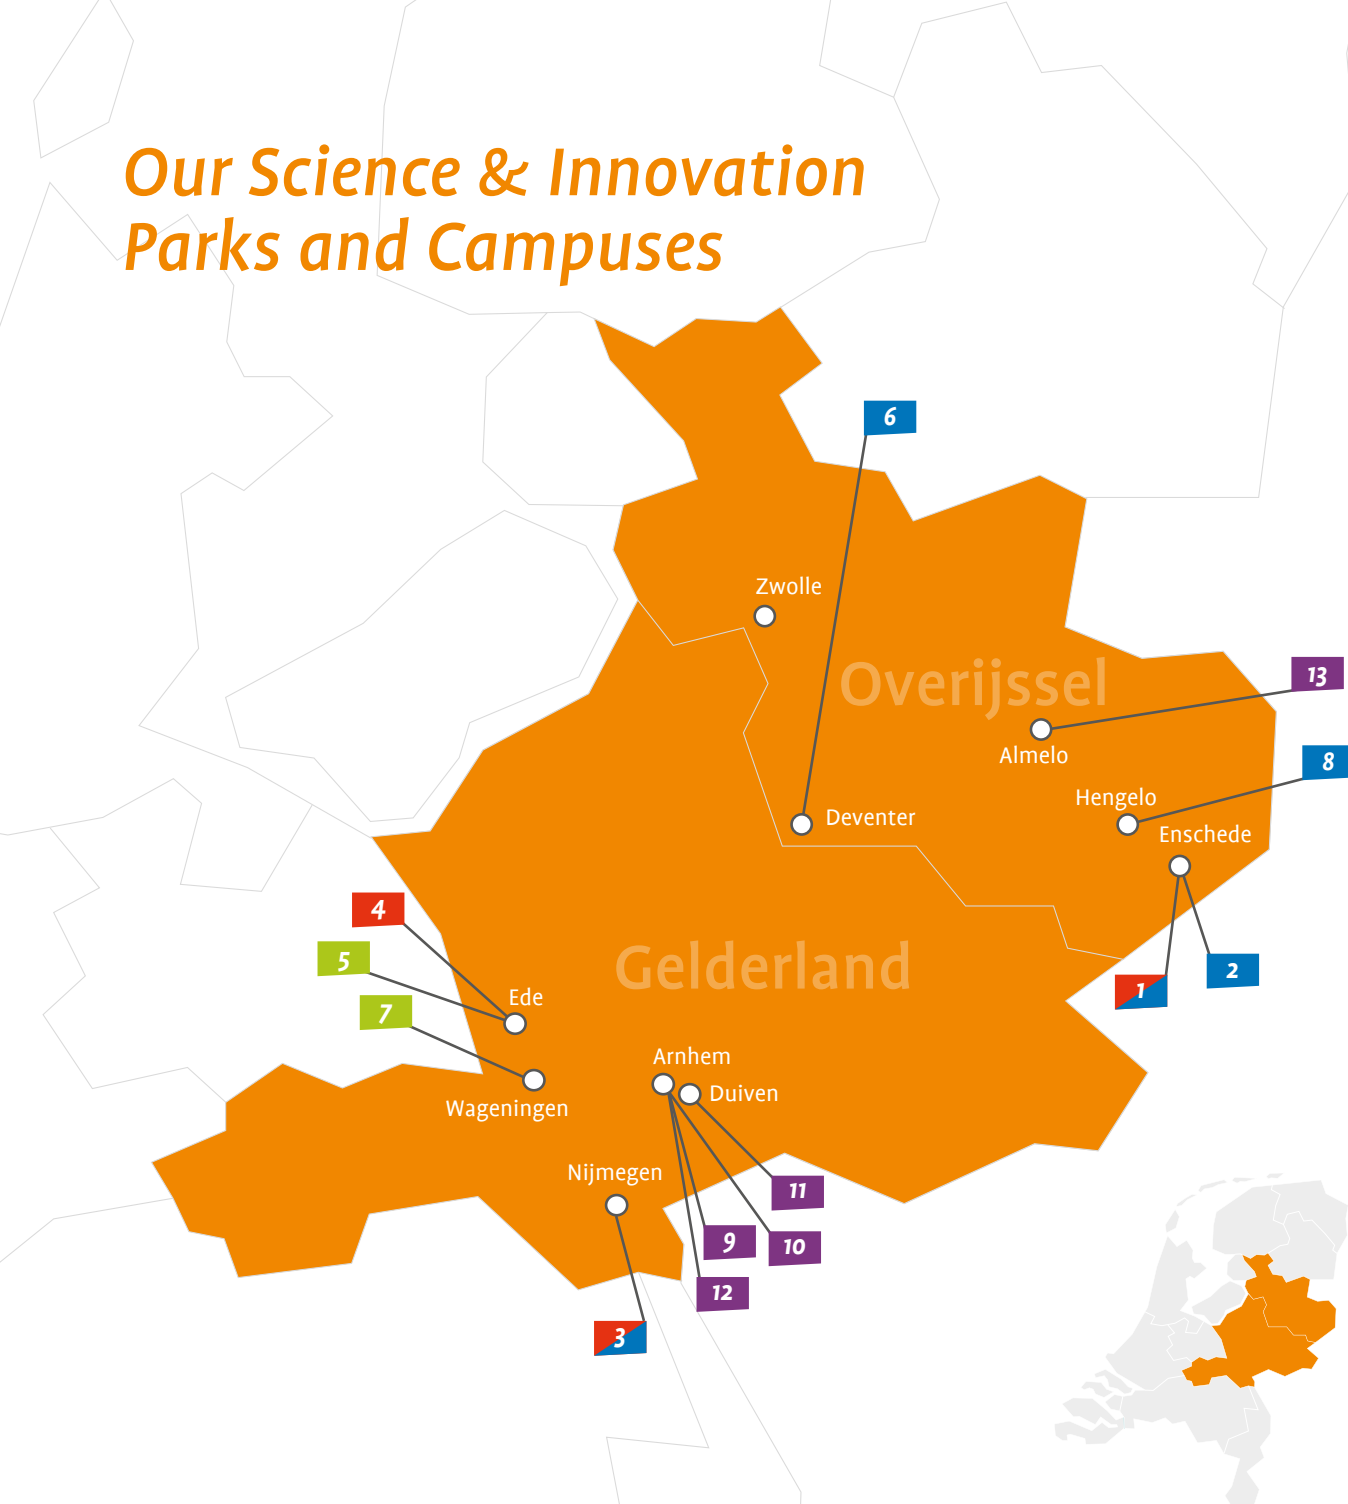 Our Science & Innovation
Parks and Campuses
6
Zwolle
Overijssel
13
Almelo
8
Hengelo
Deventer
Enschede
4
5
Gelderland
2
1
7
Ede
Arnhem
Duiven
Wageningen
Nijmegen
11
9
10
12
3